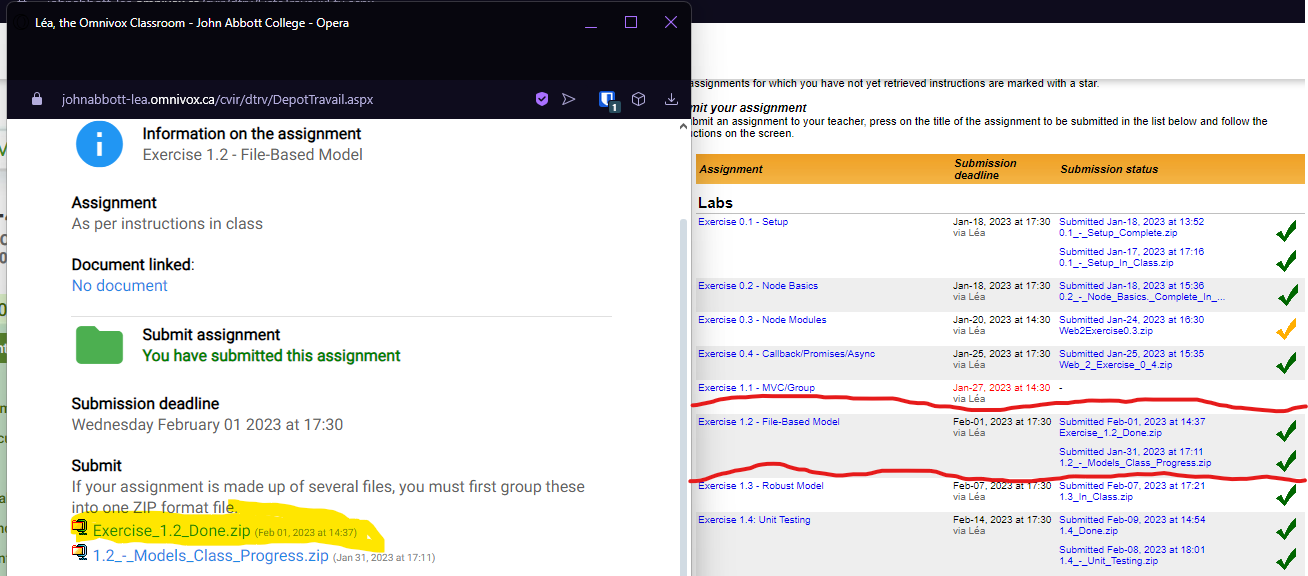 Léa, the Omnivox Classroom - John Abbott College - Opera
johnabbott-lea.omnivox.ca/cvir/dtrv/DepotTravail.aspx
1
Information on the assignment
Exercise 1.2 - File-Based Model
Assignment
As per instructions in class
Document linked:
No document
Submit assignment
You have submitted this assignment
Submission deadline
Wednesday February 01 2023 at 17:30
Submit
If your assignment is made up of several files, you must first group these
into one ZIP format file.
Exercise_1.2_Done.zip (Feb 01, 2023 at 14:37)
1.2_-_Models_Class_Progress.zip (Jan 31, 2023 at 17:11)
assignments for which you have not yet retrieved instructions are marked with a star.
mit your assignment
bmit an assignment to your teacher, press on the title of the assignment to be submitted in the list below and follow the
uctions on the screen.
Assignment Submission deadline Submission status
Labs
Exercise 0.1 - Setup Jan-18, 2023 at 17:30 Submitted Jan-18, 2023 at 13:52
via Léa 0.1_-_Setup_Complete.zip
Submitted Jan-17, 2023 at 17:16
0.1_-_Setup_In_Class.zip
Exercise 0.2 - Node Basics Jan-18, 2023 at 17:30 Submitted Jan-18, 2023 at 15:36
via Léa 0.2_-_Node_Basics._Complete_In_...
Exercise 0.3 - Node Modules Jan-20, 2023 at 14:30 Submitted Jan-24, 2023 at 16:30
via Léa Web2Exercise0.3.zip
Exercise 0.4 - Callback/Promises/Async Jan-25, 2023 at 17:30 Submitted Jan-25, 2023 at 15:35
via Léa Web_2_Exercise_0_4.zip
Exercise 1.1 - MVC/Group Jan-27, 2023 at 14:30 -
via Léa
Exercise 1.2 - File-Based Model Feb-01, 2023 at 17:30 Submitted Feb-01, 2023 at 14:37
via Léa Exercise_1.2_Done.zip
Submitted Jan-31, 2023 at 17:11
1.2_-_Models_Class_Progress.zip
Exercise 1.3 - Robust Model Feb-07, 2023 at 17:30 Submitted Feb-07, 2023 at 17:21
via Léa 1.3_In_Class.zip
Exercise 1.4: Unit Testing Feb-14, 2023 at 17:30 Submitted Feb-09, 2023 at 14:54
via Léa 1.4_Done.zip
Submitted Feb-08, 2023 at 18:01
1.4_-_Unit_Testing.zip